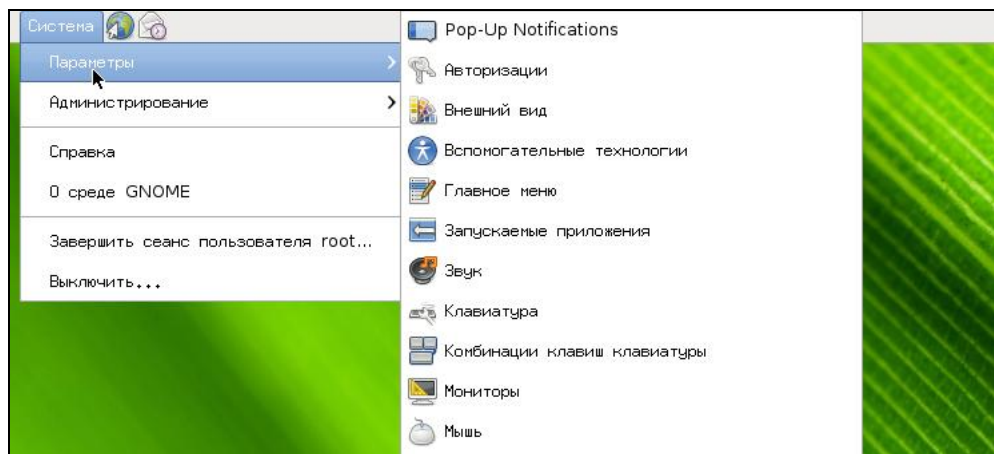 Система
Параметры
Администрирование
Справка
О среде GNOME
Завершить сеанс пользователя root...
Выключить...
Pop-Up Notifications
Авторизации
Внешний вид
Вспомогательные технологии
Главное меню
Запускаемые приложения
Звук
Клавиатура
Комбинации клавиш клавиатуры
Мониторы
Мышь